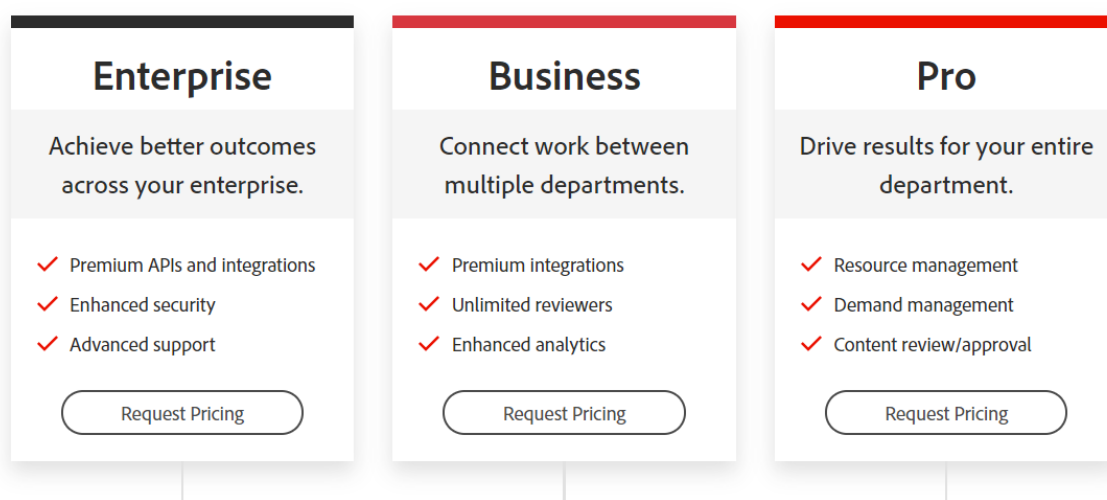 Enterprise
Achieve better outcomes
across your enterprise.
Premium APIs and integrations
Enhanced security
Advanced support
Request Pricing
Business
Connect work between
multiple departments.
Premium integrations
Unlimited reviewers
Enhanced analytics
Request Pricing
Pro
Drive results for your entire
department.
Resource management
Demand management
Content review/approval
Request Pricing